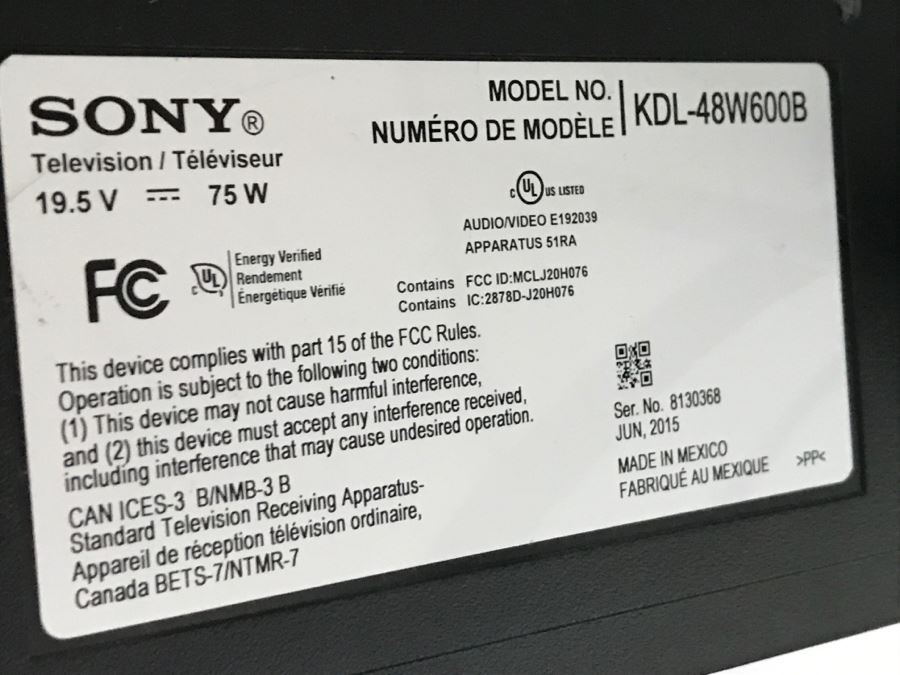 SONY®
Television / Téléviseur
19.5 V ⎓ 75 W
MODEL NO.
NUMÉRO DE MODÈLE
KDL-48W600B
c UL US LISTED
AUDIO/VIDEO E192039
APPARATUS 51RA
FC
c UL
Energy Verified
Rendement
Énergétique Vérifié
Contains FCC ID:MCLJ20H076
Contains IC:2878D-J20H076
This device complies with part 15 of the FCC Rules.
Operation is subject to the following two conditions:
(1) This device may not cause harmful interference,
and (2) this device must accept any interference received,
including interference that may cause undesired operation.
CAN ICES-3 B/NMB-3 B
Standard Television Receiving Apparatus-
Appareil de réception télévision ordinaire,
Canada BETS-7/NTMR-7
Ser. No. 8130368
JUN, 2015
MADE IN MEXICO
FABRIQUÉ AU MEXIQUE >PP<